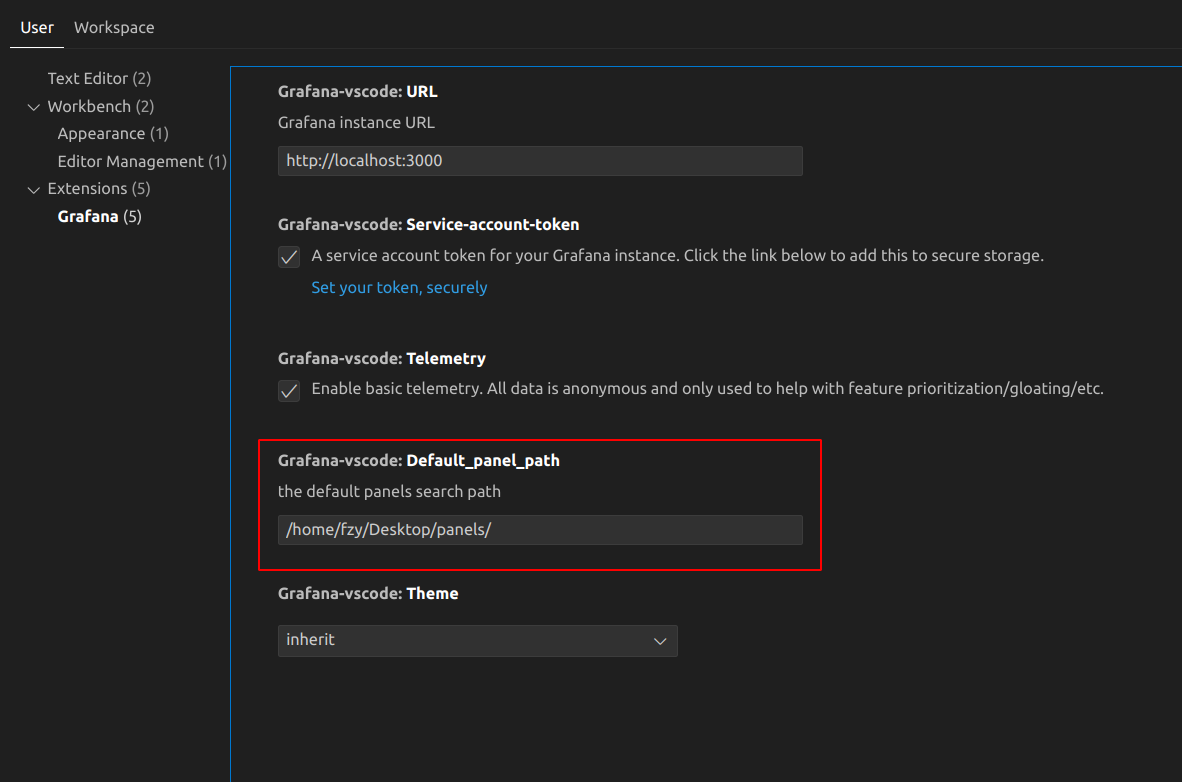 User Workspace
Text Editor (2)
Workbench (2)
Appearance (1)
Editor Management (1)
Extensions (5)
Grafana (5)
Grafana-vscode: URL
Grafana instance URL
http://localhost:3000
Grafana-vscode: Service-account-token
A service account token for your Grafana instance. Click the link below to add this to secure storage.
Set your token, securely
Grafana-vscode: Telemetry
Enable basic telemetry. All data is anonymous and only used to help with feature prioritization/gloating/etc.
Grafana-vscode: Default_panel_path
the default panels search path
/home/fzy/Desktop/panels/
Grafana-vscode: Theme
inherit